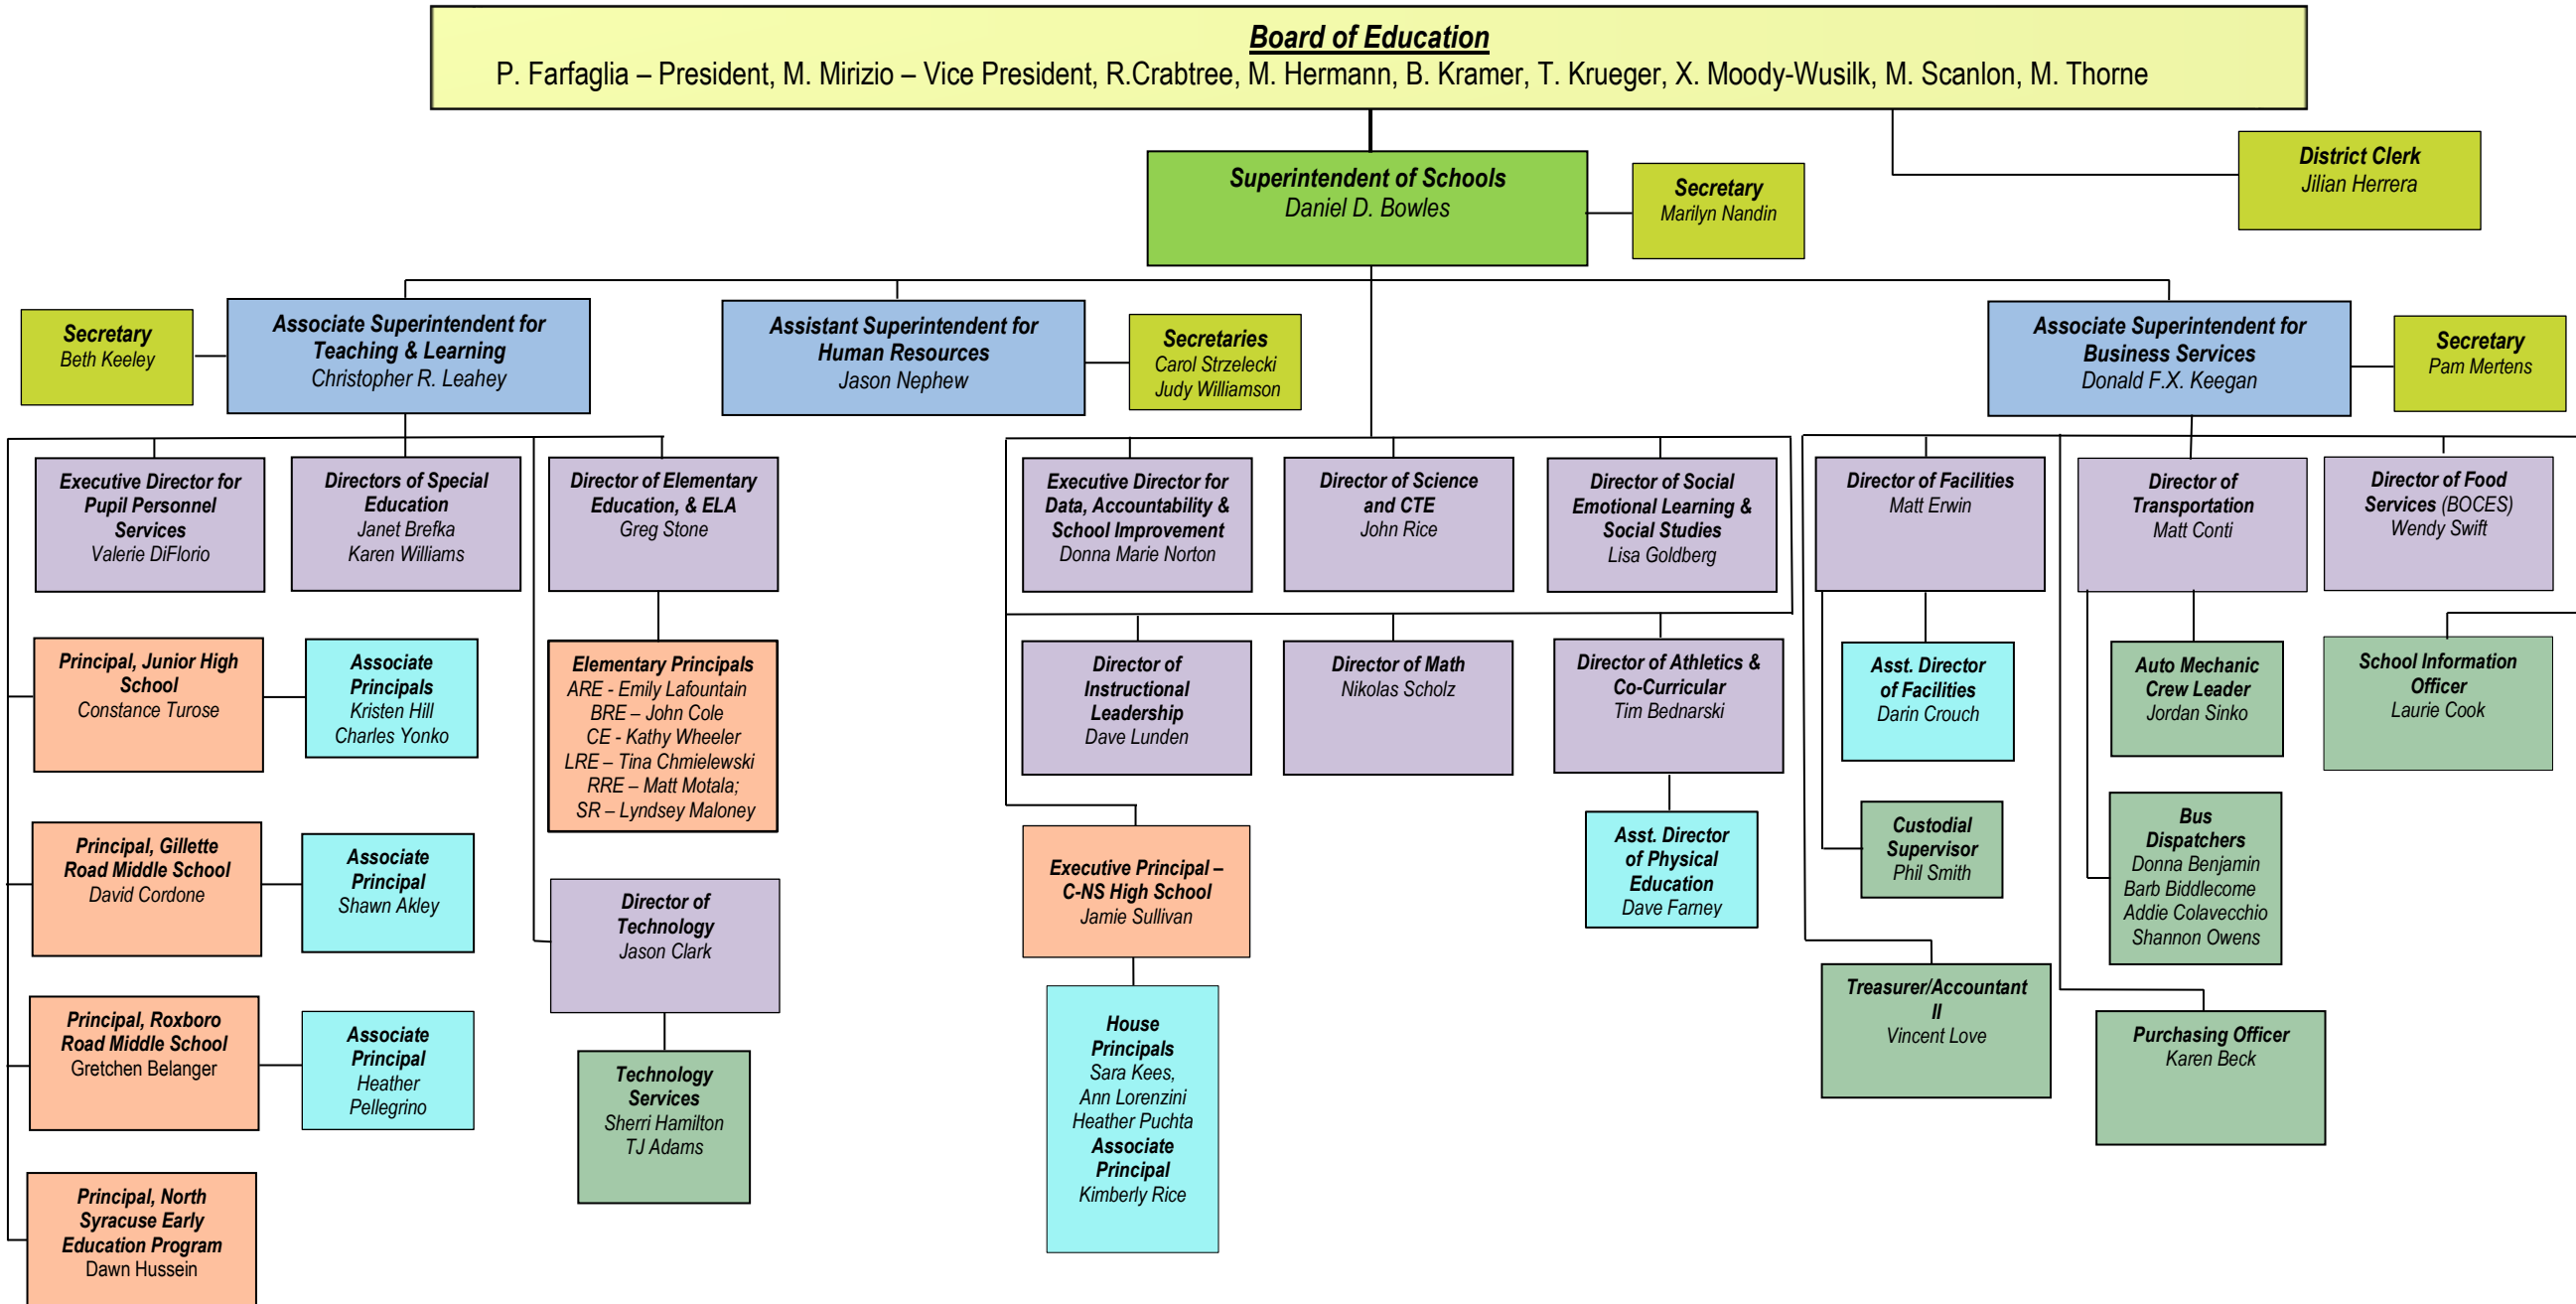 Board of Education
P. Farfaglia – President, M. Mirizio – Vice President, R.Crabtree, M. Hermann, B. Kramer, T. Krueger, X. Moody-Wusilk, M. Scanlon, M. Thorne
Superintendent of Schools
Daniel D. Bowles
Secretary
Marilyn Nandin
District Clerk
Jilian Herrera
Secretary
Beth Keeley
Associate Superintendent for
Teaching & Learning
Christopher R. Leahey
Assistant Superintendent for
Human Resources
Jason Nephew
Secretaries
Carol Strzelecki
Judy Williamson
Associate Superintendent for
Business Services
Donald F.X. Keegan
Secretary
Pam Mertens
Executive Director for
Pupil Personnel
Services
Valerie DiFlorio
Directors of Special
Education
Janet Brefka
Karen Williams
Director of Elementary
Education, & ELA
Greg Stone
Executive Director for
Data, Accountability &
School Improvement
Donna Marie Norton
Director of Science
and CTE
John Rice
Director of Social
Emotional Learning &
Social Studies
Lisa Goldberg
Director of Facilities
Matt Erwin
Director of
Transportation
Matt Conti
Director of Food
Services (BOCES)
Wendy Swift
Principal, Junior High
School
Constance Turose
Associate
Principals
Kristen Hill
Charles Yonko
Elementary Principals
ARE - Emily Lafountain
BRE – John Cole
CE - Kathy Wheeler
LRE – Tina Chmielewski
RRE – Matt Motala;
SR – Lyndsey Maloney
Director of
Instructional
Leadership
Dave Lunden
Director of Math
Nikolas Scholz
Director of Athletics &
Co-Curricular
Tim Bednarski
Asst. Director
of Facilities
Darin Crouch
Auto Mechanic
Crew Leader
Jordan Sinko
School Information
Officer
Laurie Cook
Principal, Gillette
Road Middle School
David Cordone
Associate
Principal
Shawn Akley
Director of
Technology
Jason Clark
Executive Principal –
C-NS High School
Jamie Sullivan
Asst. Director
of Physical
Education
Dave Farney
Custodial
Supervisor
Phil Smith
Bus
Dispatchers
Donna Benjamin
Barb Biddlecome
Addie Colavecchio
Shannon Owens
Principal, Roxboro
Road Middle School
Gretchen Belanger
Associate
Principal
Heather
Pellegrino
Technology
Services
Sherri Hamilton
TJ Adams
House
Principals
Sara Kees,
Ann Lorenzini
Heather Puchta
Associate
Principal
Kimberly Rice
Treasurer/Accountant
II
Vincent Love
Purchasing Officer
Karen Beck
Principal, North
Syracuse Early
Education Program
Dawn Hussein